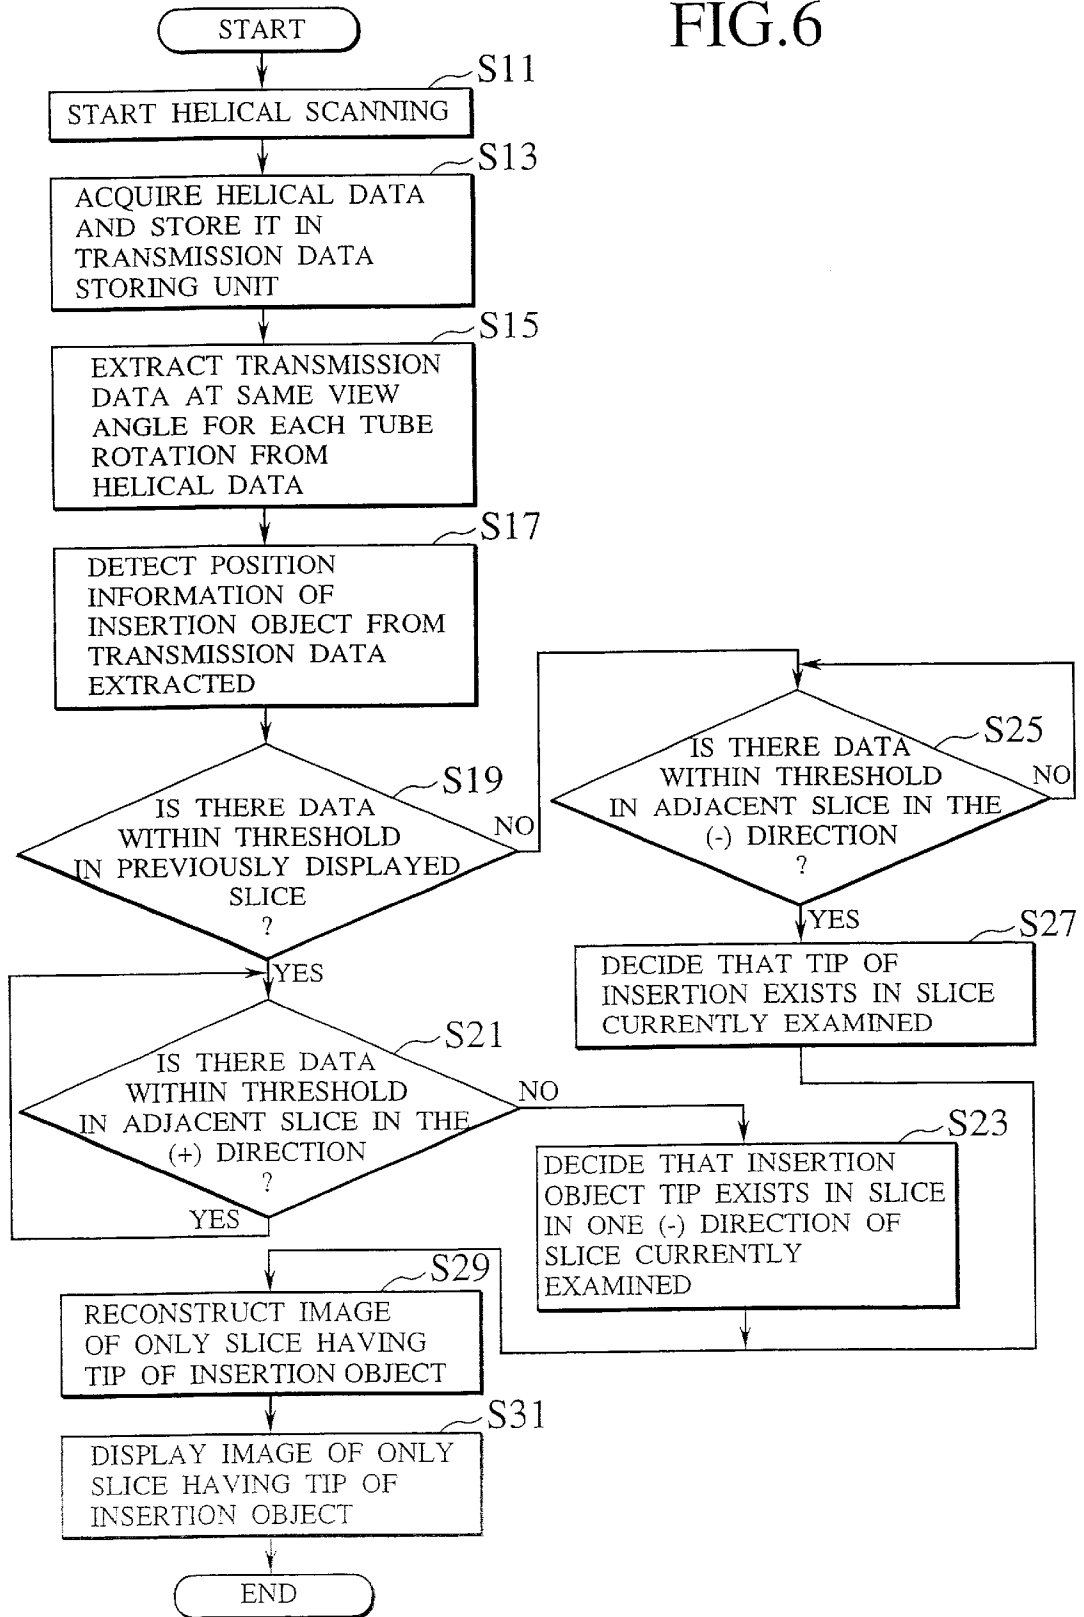 FIG.6
START
S11
START HELICAL SCANNING
S13
ACQUIRE HELICAL DATA
AND STORE IT IN
TRANSMISSION DATA
STORING UNIT
S15
EXTRACT TRANSMISSION
DATA AT SAME VIEW
ANGLE FOR EACH TUBE
ROTATION FROM
HELICAL DATA
S17
DETECT POSITION
INFORMATION OF
INSERTION OBJECT FROM
TRANSMISSION DATA
EXTRACTED
S19
IS THERE DATA
WITHIN THRESHOLD
IN PREVIOUSLY DISPLAYED
SLICE
?
NO
YES
S25
IS THERE DATA
WITHIN THRESHOLD
IN ADJACENT SLICE IN THE
(-) DIRECTION
?
NO
YES
S27
DECIDE THAT TIP OF
INSERTION EXISTS IN SLICE
CURRENTLY EXAMINED
S21
IS THERE DATA
WITHIN THRESHOLD
IN ADJACENT SLICE IN THE
(+) DIRECTION
?
NO
YES
S23
DECIDE THAT INSERTION
OBJECT TIP EXISTS IN SLICE
IN ONE (-) DIRECTION OF
SLICE CURRENTLY
EXAMINED
S29
RECONSTRUCT IMAGE
OF ONLY SLICE HAVING
TIP OF INSERTION OBJECT
S31
DISPLAY IMAGE OF ONLY
SLICE HAVING TIP OF
INSERTION OBJECT
END